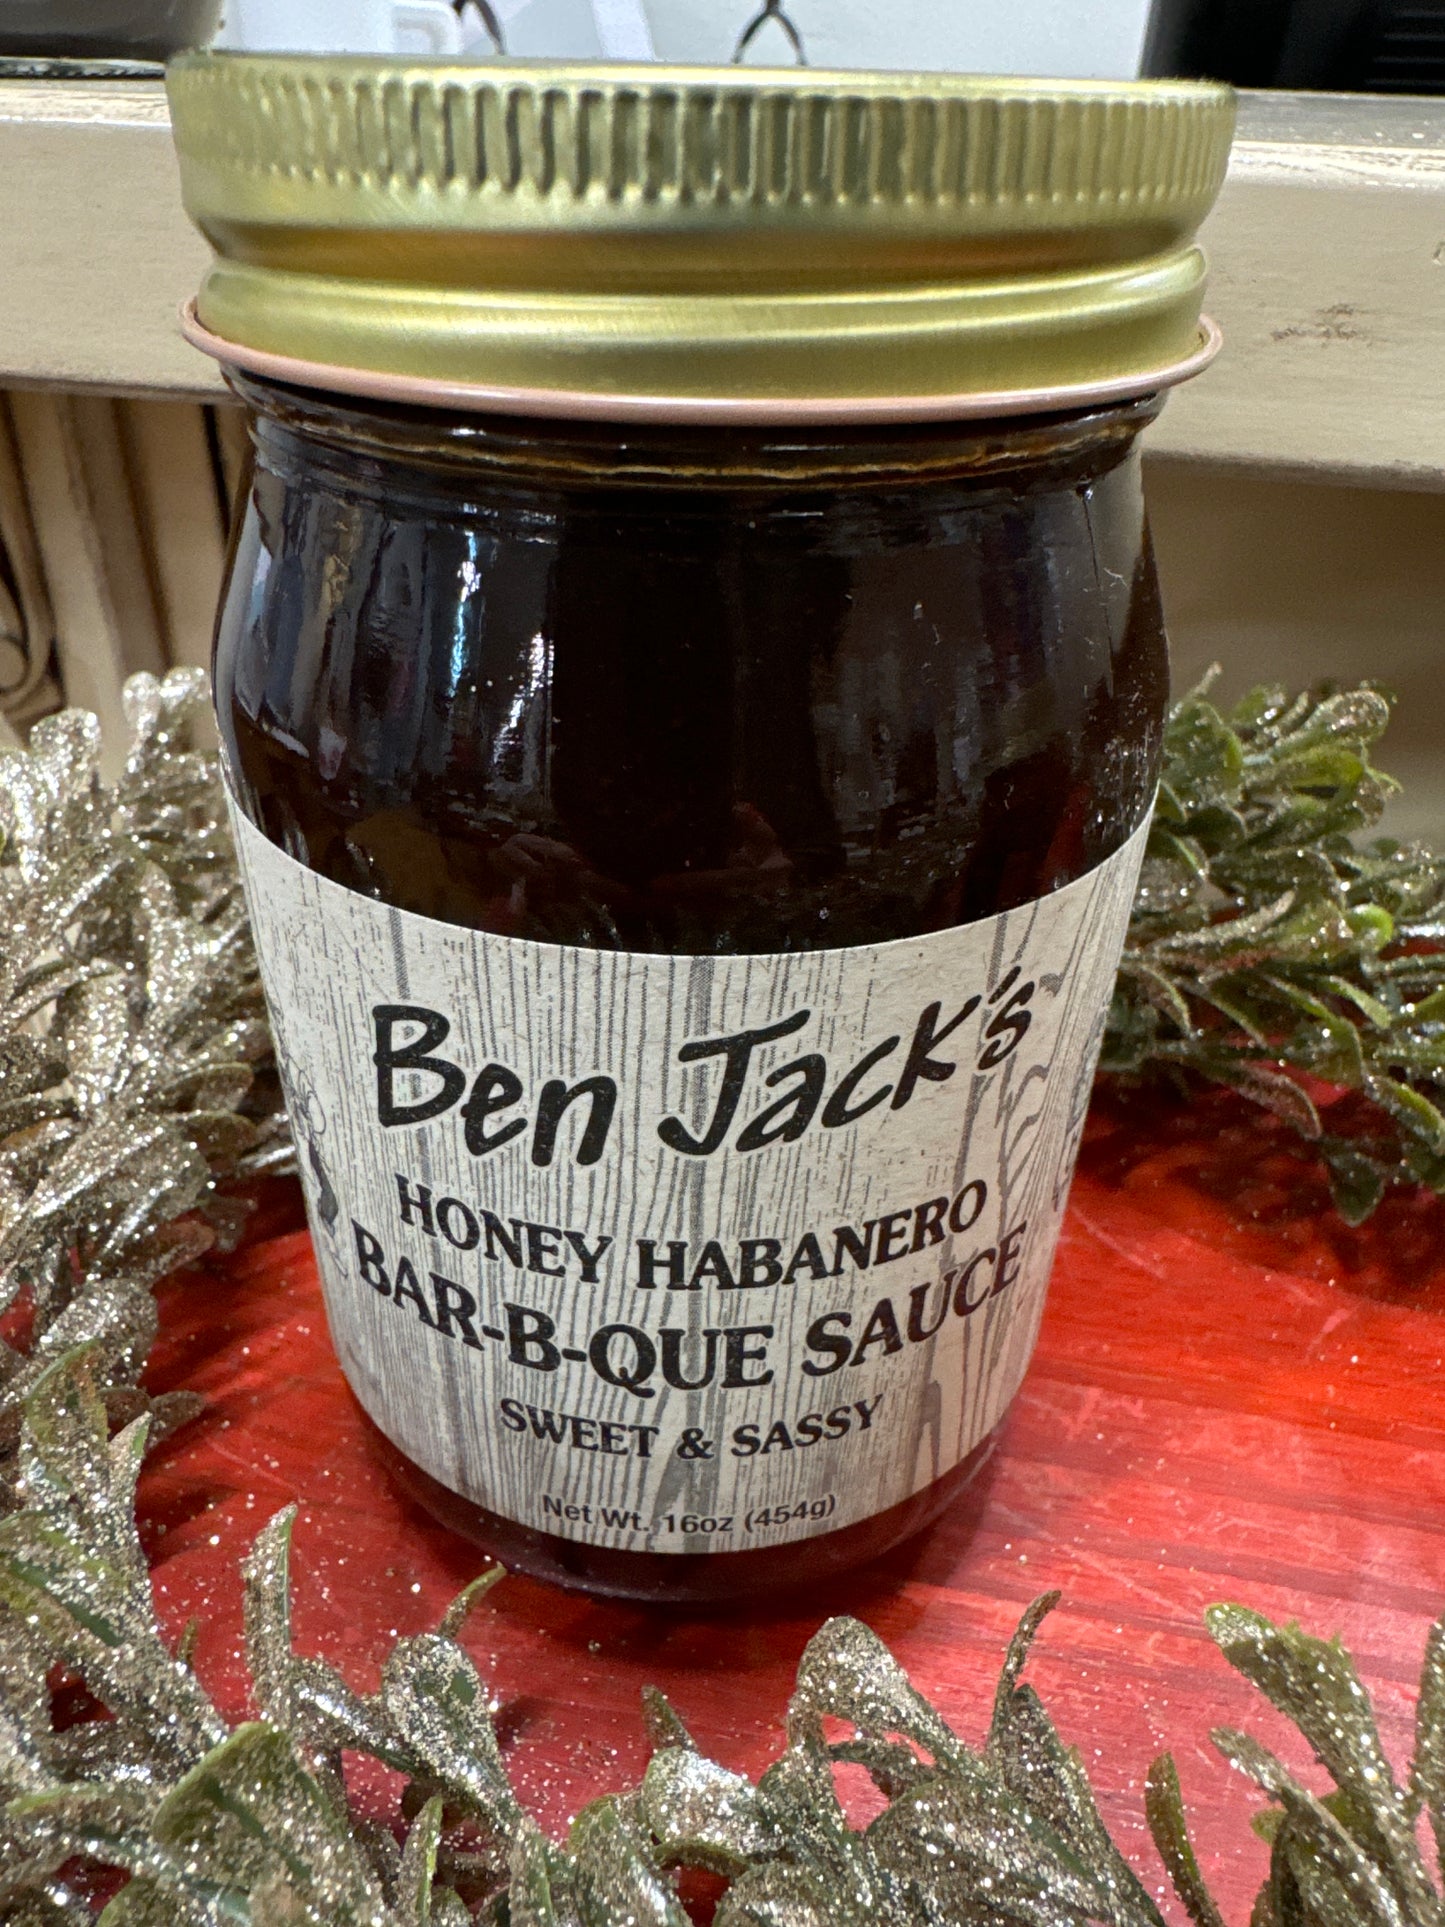 Ben Jack's
HONEY HABANERO
BAR-B-QUE SAUCE
SWEET & SASSY
Net Wt. 16oz (454g)